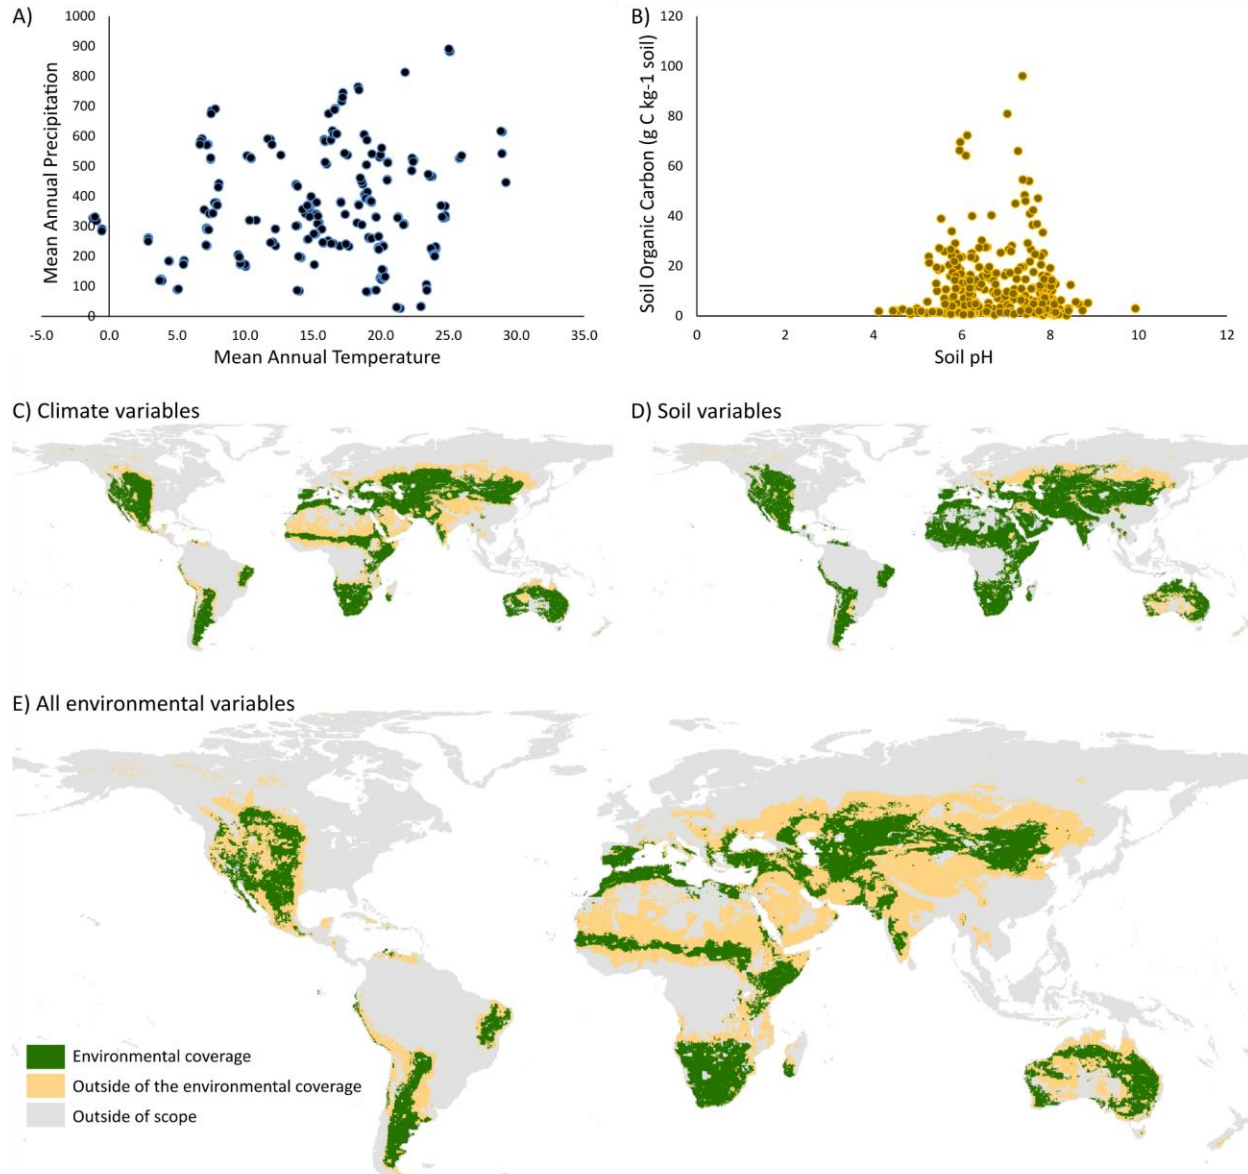 A)
1000
900
800
700
600
500
400
300
200
100
0
Mean Annual Precipitation
-5.0 0.0 5.0 10.0 15.0 20.0 25.0 30.0 35.0
Mean Annual Temperature
B)
120
100
80
60
40
20
0
Soil Organic Carbon (g C kg-1 soil)
0 2 4 6 8 10 12
Soil pH
C) Climate variables
D) Soil variables
E) All environmental variables
Environmental coverage
Outside of the environmental coverage
Outside of scope